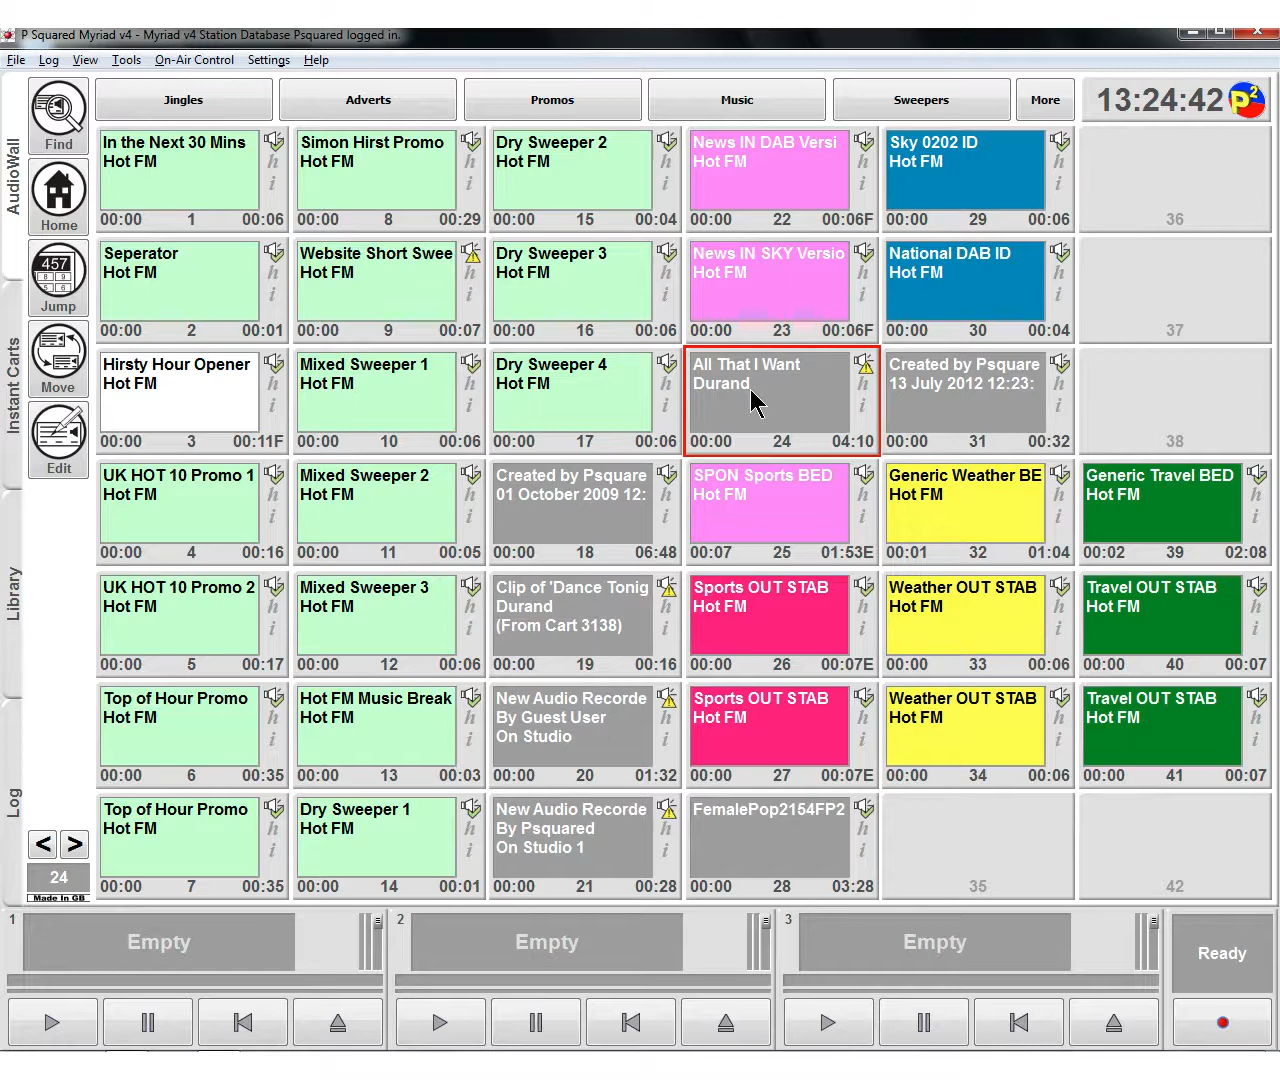 P Squared Myriad v4 - Myriad v4 Station Database Psquared logged in.
File Log View Tools On-Air Control Settings Help
AudioWall
Instant Carts
Library
Log
Find
Home
457
8 9
5 6
Jump
Move
Edit
24
Made In GB
Jingles Adverts Promos Music Sweepers More 13:24:42 P2
In the Next 30 Mins
Hot FM
h
i
00:00 1 00:06
Simon Hirst Promo
Hot FM
h
i
00:00 8 00:29
Dry Sweeper 2
Hot FM
h
i
00:00 15 00:04
News IN DAB Versi
Hot FM
h
i
00:00 22 00:06F
Sky 0202 ID
Hot FM
h
i
00:00 29 00:06
36
Seperator
Hot FM
h
i
00:00 2 00:01
Website Short Swee
Hot FM
h
i
00:00 9 00:07
Dry Sweeper 3
Hot FM
h
i
00:00 16 00:06
News IN SKY Versio
Hot FM
h
i
00:00 23 00:06F
National DAB ID
Hot FM
h
i
00:00 30 00:04
37
Hirsty Hour Opener
Hot FM
h
i
00:00 3 00:11F
Mixed Sweeper 1
Hot FM
h
i
00:00 10 00:06
Dry Sweeper 4
Hot FM
h
i
00:00 17 00:06
All That I Want
Durand
h
i
00:00 24 04:10
Created by Psquare
13 July 2012 12:23:
h
i
00:00 31 00:32
38
UK HOT 10 Promo 1
Hot FM
h
i
00:00 4 00:16
Mixed Sweeper 2
Hot FM
h
i
00:00 11 00:05
Created by Psquare
01 October 2009 12:
h
i
00:00 18 06:48
SPON Sports BED
Hot FM
h
i
00:07 25 01:53E
Generic Weather BE
Hot FM
h
i
00:01 32 01:04
Generic Travel BED
Hot FM
h
i
00:02 39 02:08
UK HOT 10 Promo 2
Hot FM
h
i
00:00 5 00:17
Mixed Sweeper 3
Hot FM
h
i
00:00 12 00:06
Clip of 'Dance Tonig
Durand
(From Cart 3138)
h
i
00:00 19 00:16
Sports OUT STAB
Hot FM
h
i
00:00 26 00:07E
Weather OUT STAB
Hot FM
h
i
00:00 33 00:06
Travel OUT STAB
Hot FM
h
i
00:00 40 00:07
Top of Hour Promo
Hot FM
h
i
00:00 6 00:35
Hot FM Music Break
Hot FM
h
i
00:00 13 00:03
New Audio Recorde
By Guest User
On Studio
h
i
00:00 20 01:32
Sports OUT STAB
Hot FM
h
i
00:00 27 00:07E
Weather OUT STAB
Hot FM
h
i
00:00 34 00:06
Travel OUT STAB
Hot FM
h
i
00:00 41 00:07
Top of Hour Promo
Hot FM
h
i
00:00 7 00:35
Dry Sweeper 1
Hot FM
h
i
00:00 14 00:01
New Audio Recorde
By Psquared
On Studio 1
h
i
00:00 21 00:28
FemalePop2154FP2
h
i
00:00 28 03:28
35
42
1 Empty
2 Empty
3 Empty
Ready